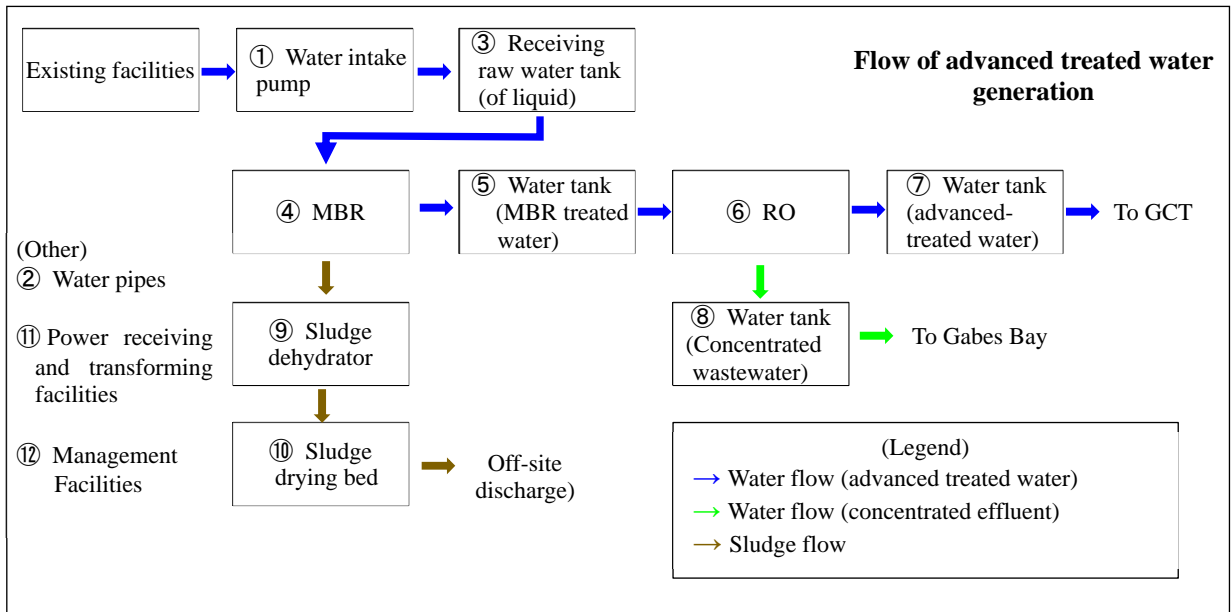 Flow of advanced treated water
generation
Existing facilities
① Water intake
pump
③ Receiving
raw water tank
(of liquid)
④ MBR
⑤ Water tank
(MBR treated
water)
⑥ RO
⑦ Water tank
(advanced-
treated water)
To GCT
(Other)
② Water pipes
⑪ Power receiving
and transforming
facilities
⑫ Management
Facilities
⑨ Sludge
dehydrator
⑧ Water tank
(Concentrated
wastewater)
To Gabes Bay
⑩ Sludge
drying bed
Off-site
discharge)
(Legend)
→ Water flow (advanced treated water)
→ Water flow (concentrated effluent)
→ Sludge flow